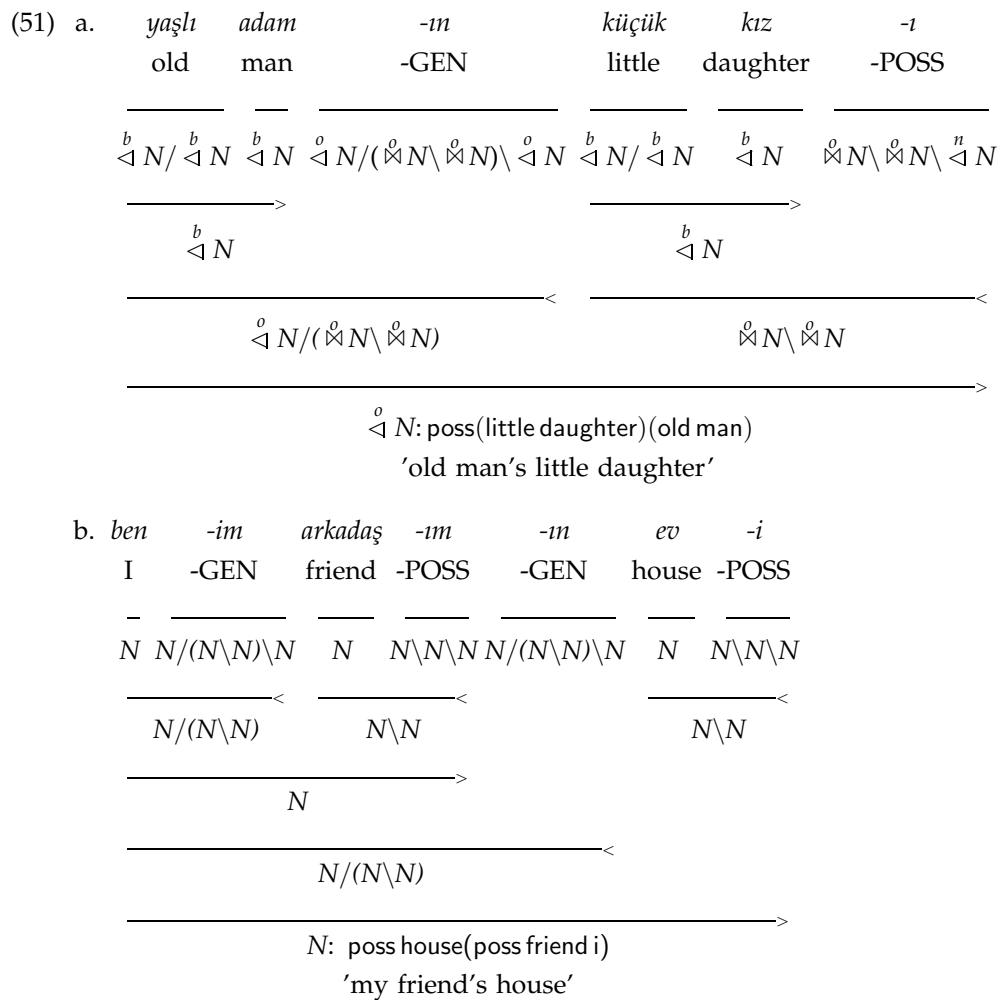 (51) a. yaşlı adam -ın küçük kız -ı
old man -GEN little daughter -POSS
b◁ N/ b◁ N b◁ N o◁ N/(o⋈ N\ o⋈ N)\ o◁ N b◁ N/ b◁ N b◁ N o⋈ N\ o⋈ N\ n◁ N
> >
b◁ N b◁ N
< <
o◁ N/( o⋈ N\ o⋈ N) o⋈ N\ o⋈ N
>
o◁ N: poss(little daughter)(old man)
'old man's little daughter'
b. ben -im arkadaş -ım -ın ev -i
I -GEN friend -POSS -GEN house -POSS
N N/(N\N)\N N N\N\N N/(N\N)\N N N\N\N
< < <
N/(N\N) N\N N\N
>
N
<
N/(N\N)
>
N: poss house(poss friend i)
'my friend's house'